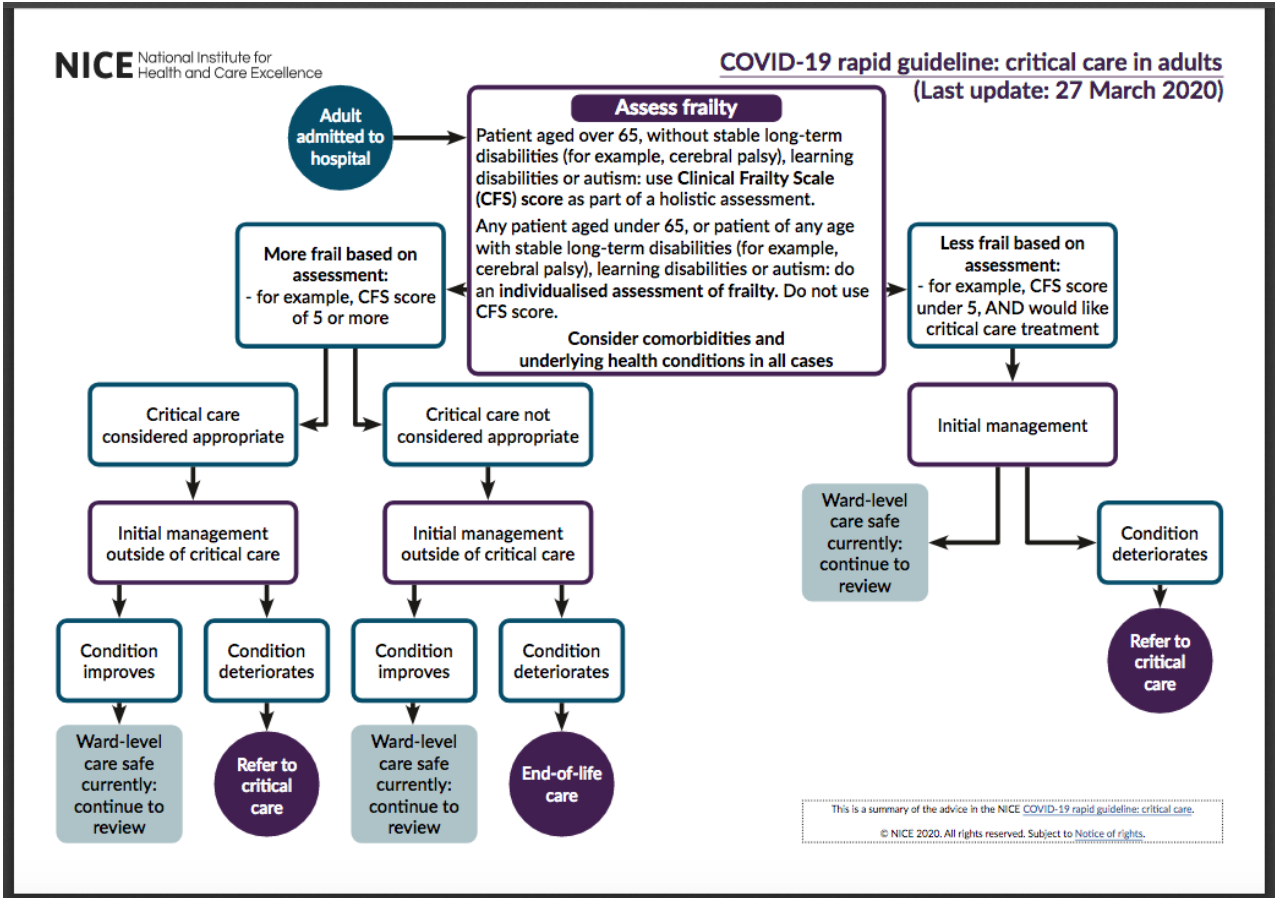 NICE National Institute for
Health and Care Excellence
COVID-19 rapid guideline: critical care in adults
(Last update: 27 March 2020)
Adult
admitted to
hospital
Assess frailty
Patient aged over 65, without stable long-term
disabilities (for example, cerebral palsy), learning
disabilities or autism: use Clinical Frailty Scale
(CFS) score as part of a holistic assessment.
Any patient aged under 65, or patient of any age
with stable long-term disabilities (for example,
cerebral palsy), learning disabilities or autism: do
an individualised assessment of frailty. Do not use
CFS score.
Consider comorbidities and
underlying health conditions in all cases
More frail based on
assessment:
- for example, CFS score
of 5 or more
Less frail based on
assessment:
- for example, CFS score
under 5, AND would like
critical care treatment
Critical care
considered appropriate
Critical care not
considered appropriate
Initial management
Initial management
outside of critical care
Initial management
outside of critical care
Ward-level
care safe
currently:
continue to
review
Condition
deteriorates
Condition
improves
Condition
deteriorates
Condition
improves
Condition
deteriorates
Refer to
critical
care
Ward-level
care safe
currently:
continue to
review
Refer to
critical
care
Ward-level
care safe
currently:
continue to
review
End-of-life
care
This is a summary of the advice in the NICE COVID-19 rapid guideline: critical care.
© NICE 2020. All rights reserved. Subject to Notice of rights.